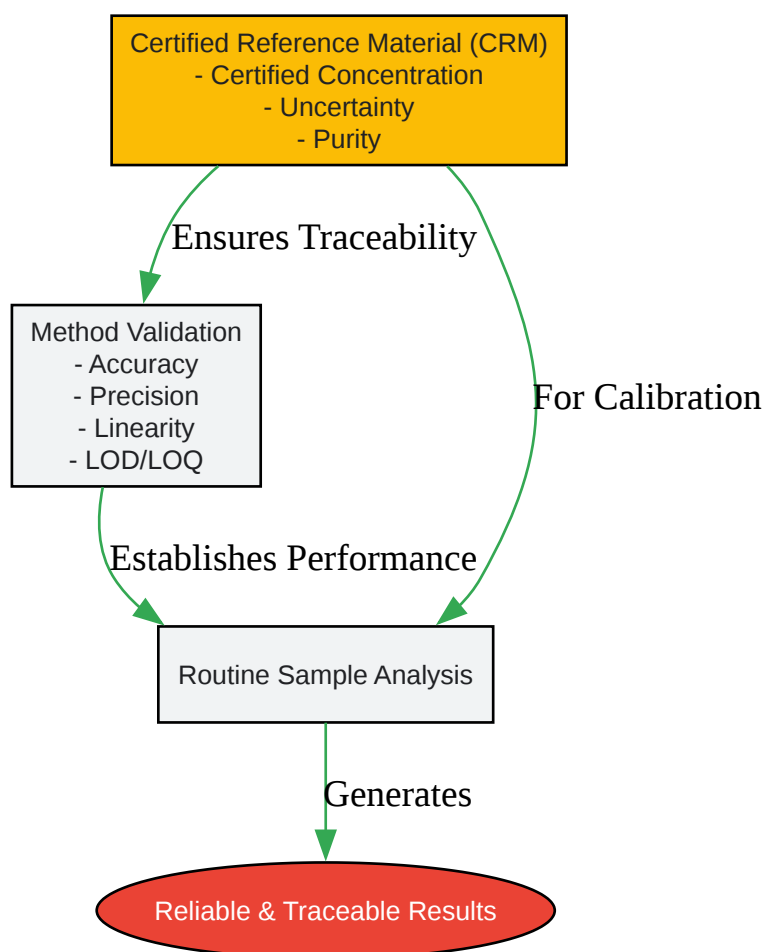 Certified Reference Material (CRM)
- Certified Concentration
- Uncertainty
- Purity
Ensures Traceability
Method Validation
- Accuracy
- Precision
- Linearity
- LOD/LOQ
For Calibration
Establishes Performance
Routine Sample Analysis
Generates
Reliable & Traceable Results